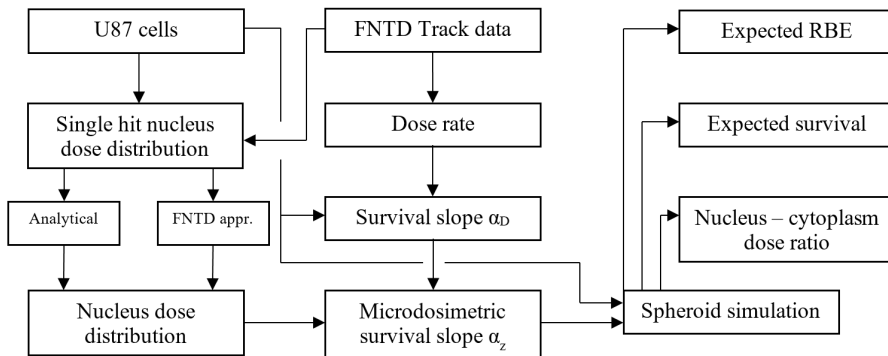 U87 cells
FNTD Track data
Expected RBE
Single hit nucleus
dose distribution
Dose rate
Expected survival
Analytical
FNTD appr.
Survival slope αD
Nucleus – cytoplasm
dose ratio
Nucleus dose
distribution
Microdosimetric
survival slope αz
Spheroid simulation